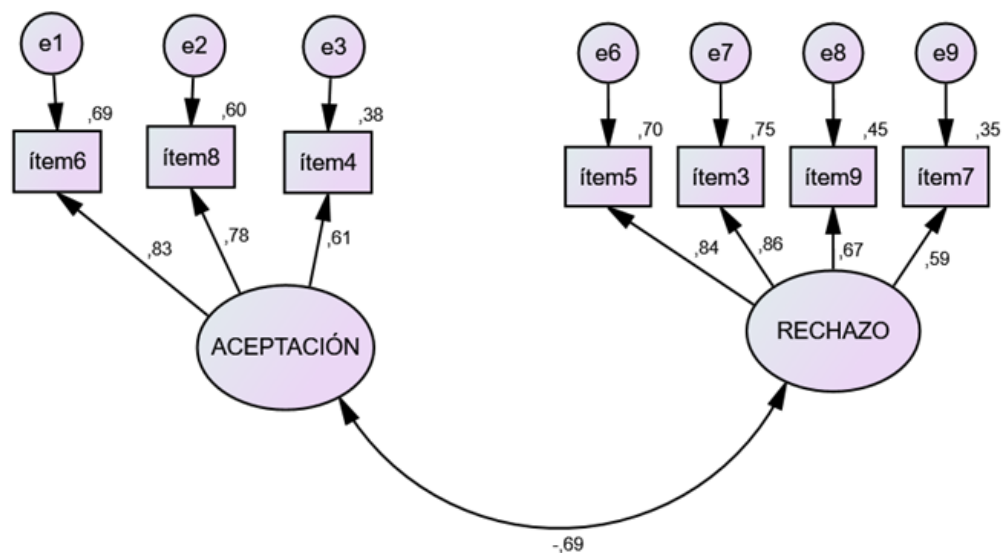 e1
e2
e3
e6
e7
e8
e9
,69
,60
,38
,70
,75
,45
,35
ítem6
ítem8
ítem4
ítem5
ítem3
ítem9
ítem7
,83
,78
,61
,84
,86
,67
,59
ACEPTACIÓN
RECHAZO
-,69